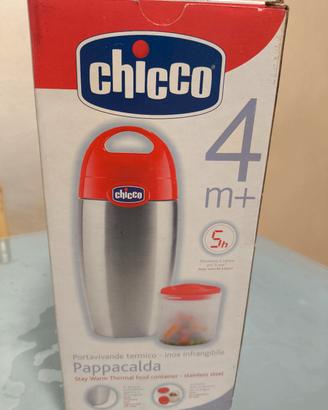 chicco
4
m+
chicco
5h
Portavivande termico - inox infrangibile
Pappacalda
Stay Warm Thermal food container - stainless steel